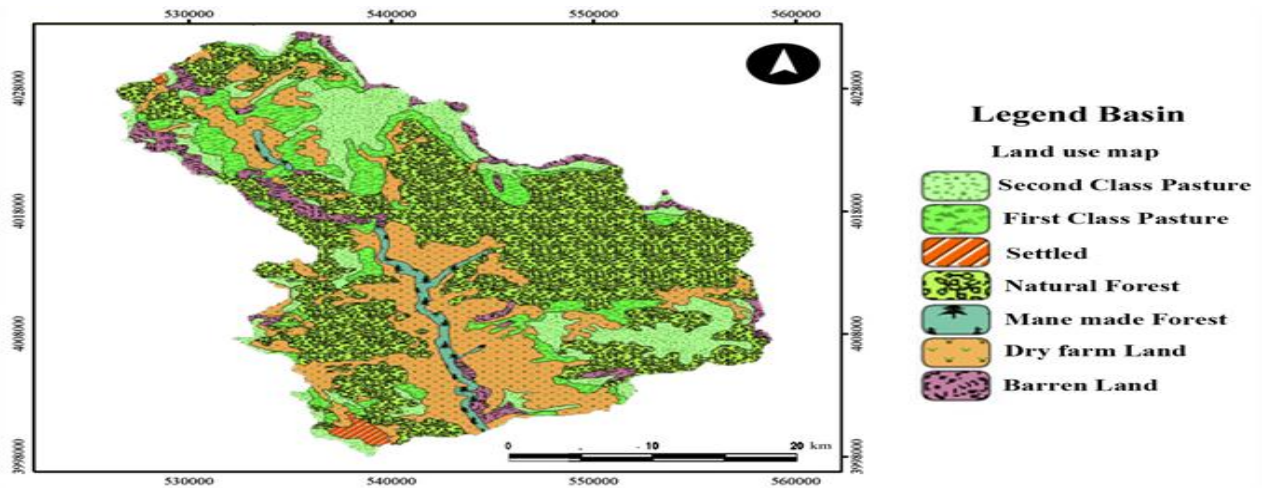 530000 540000 550000 560000
4028000
4018000
4008000
3998000
4028000
4018000
4008000
3998000
0 10 20 km
530000 540000 550000 560000
Legend Basin
Land use map
Second Class Pasture
First Class Pasture
Settled
Natural Forest
Mane made Forest
Dry farm Land
Barren Land